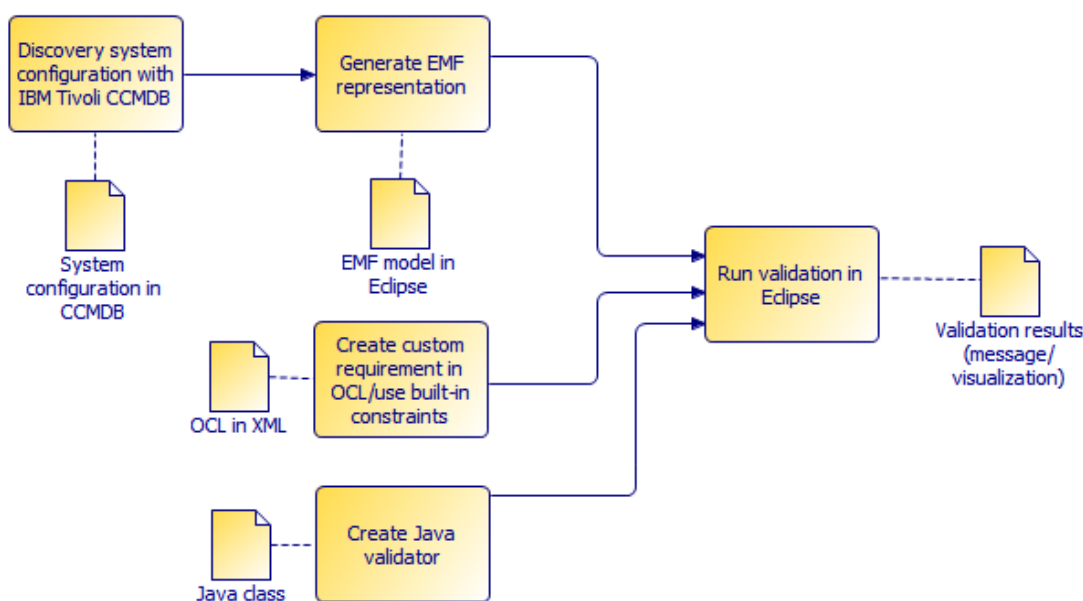 Discovery system
configuration with
IBM Tivoli CCMDB
Generate EMF
representation
System
configuration in
CCMDB
EMF model in
Eclipse
Run validation in
Eclipse
Validation results
(message/
visualization)
Create custom
requirement in
OCL/use built-in
constraints
OCL in XML
Create Java
validator
Java class